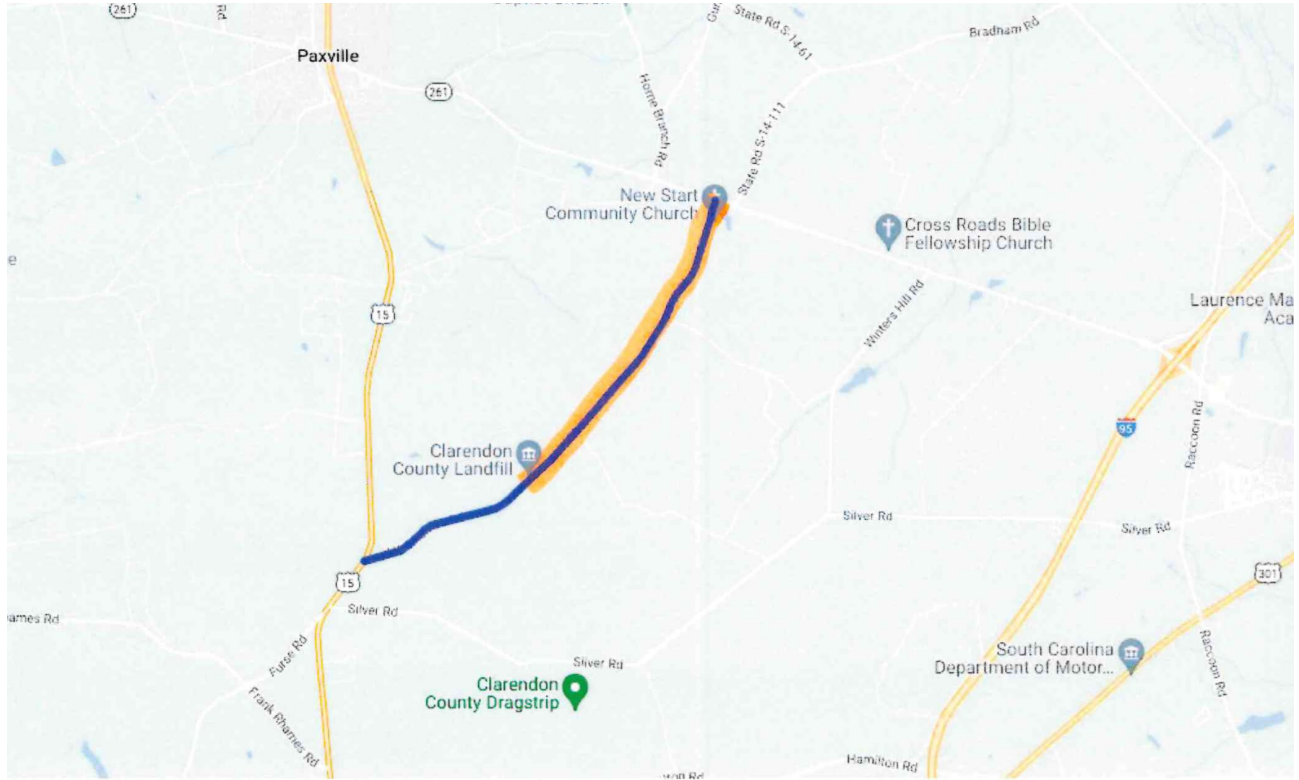 261
Rd
Paxville
261
State Rd S-14-61
Bradham Rd
Home Branch Rd
State Rd S-14-111
New Start
Community Church
Cross Roads Bible
Fellowship Church
e
15
Winters Hill Rd
Laurence Ma
Aca
95
Raccoon Rd
Clarendon
County Landfill
Silver Rd
Silver Rd
15
301
Silver Rd
ames Rd
Furse Rd
Silver Rd
South Carolina
Department of Motor...
Raccoon Rd
Clarendon
County Dragstrip
Frank Rhames Rd
Hamilton Rd